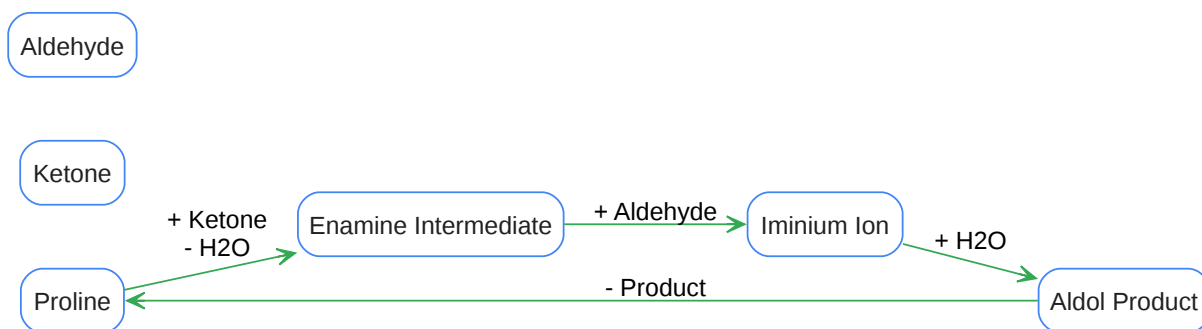 Aldehyde
Ketone
+ Ketone
- H2O
Enamine Intermediate
+ Aldehyde
Iminium Ion
+ H2O
Proline
- Product
Aldol Product